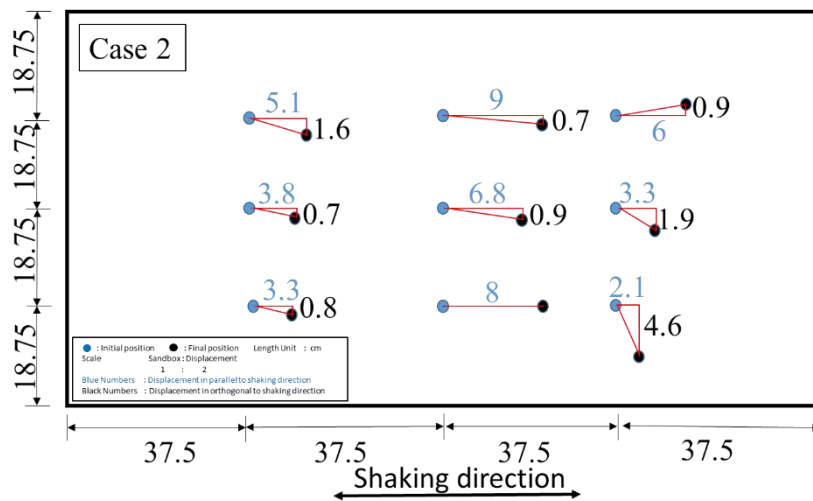 Case 2
18.75
18.75
18.75
18.75
5.1
1.6
9
0.7
0.9
6
3.8
0.7
6.8
0.9
3.3
1.9
3.3
0.8
8
2.1
4.6
: Initial position : Final position Length Unit : cm
Scale Sandbox : Displacement
1 : 2
Blue Numbers : Displacement in parallel to shaking direction
Black Numbers : Displacement in orthogonal to shaking direction
37.5 37.5 37.5 37.5
Shaking direction